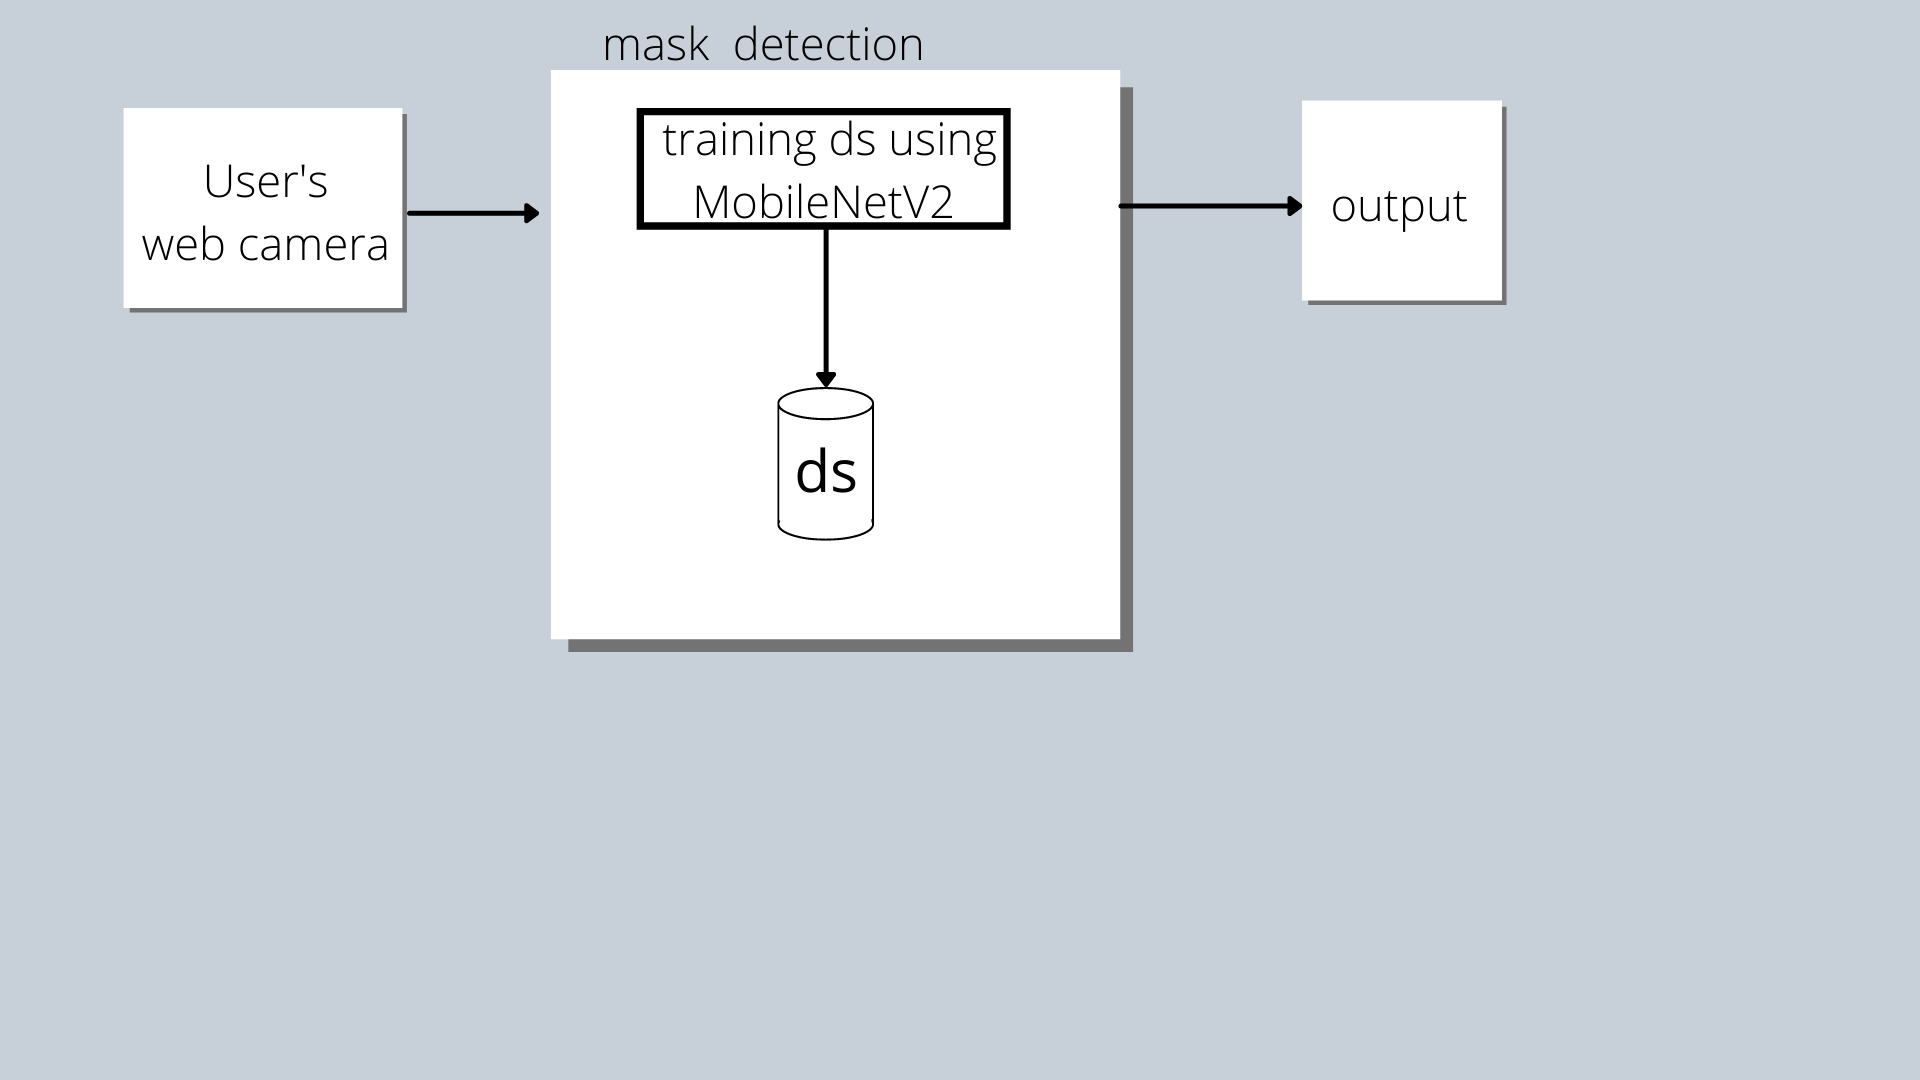 mask detection
User's
web camera
training ds using
MobileNetV2
output
ds